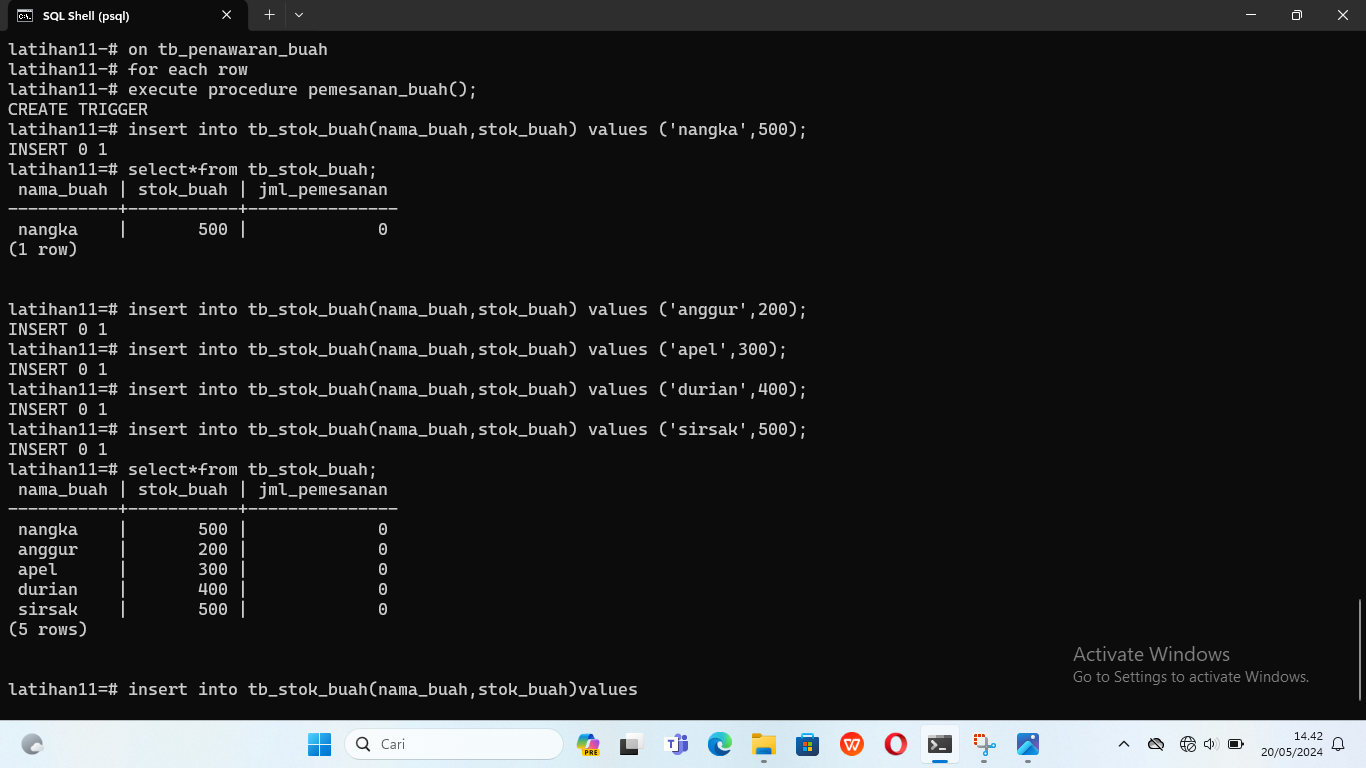 SQL Shell (psql)
latihan11-# on tb_penawaran_buah
latihan11-# for each row
latihan11-# execute procedure pemesanan_buah();
CREATE TRIGGER
latihan11=# insert into tb_stok_buah(nama_buah,stok_buah) values ('nangka',500);
INSERT 0 1
latihan11=# select*from tb_stok_buah;
 nama_buah | stok_buah | jml_pemesanan
-----------+-----------+---------------
 nangka    |       500 |             0
(1 row)
latihan11=# insert into tb_stok_buah(nama_buah,stok_buah) values ('anggur',200);
INSERT 0 1
latihan11=# insert into tb_stok_buah(nama_buah,stok_buah) values ('apel',300);
INSERT 0 1
latihan11=# insert into tb_stok_buah(nama_buah,stok_buah) values ('durian',400);
INSERT 0 1
latihan11=# insert into tb_stok_buah(nama_buah,stok_buah) values ('sirsak',500);
INSERT 0 1
latihan11=# select*from tb_stok_buah;
 nama_buah | stok_buah | jml_pemesanan
-----------+-----------+---------------
 nangka    |       500 |             0
 anggur    |       200 |             0
 apel      |       300 |             0
 durian    |       400 |             0
 sirsak    |       500 |             0
(5 rows)
latihan11=# insert into tb_stok_buah(nama_buah,stok_buah)values
Activate Windows
Go to Settings to activate Windows.
Cari
PRE
14.42
20/05/2024